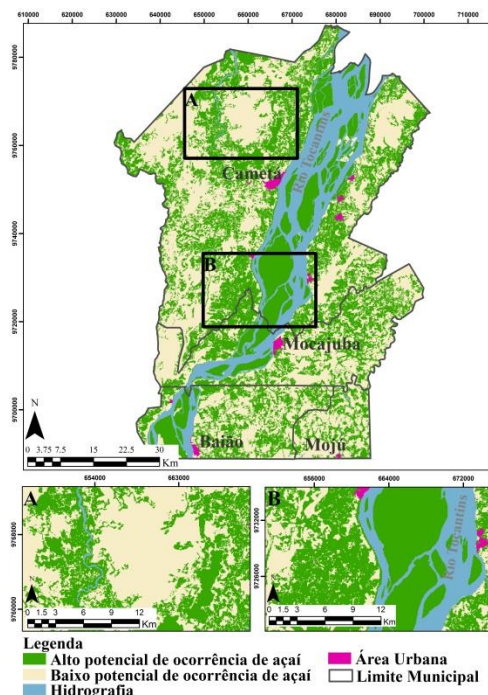 610000 620000 630000 640000 650000 660000 670000 680000 690000 700000 710000
9780000
A
9760000
Rio Tocantins
Cametá
9740000
B
9720000
Mocajuba
N
9700000
Baião
Mojú
0 3.75 7.5 15 22.5 30
Km
654000 663000
656000 664000 672000
A
B
9768000
9760000
9732000
Rio Tocantins
0 1.5 3 6 9 12
Km
0 1.5 3 6 9 12
Km
Legenda
Alto potencial de ocorrência de açaí
Área Urbana
Baixo potencial de ocorrência de açaí
Limite Municipal
Hidrografia